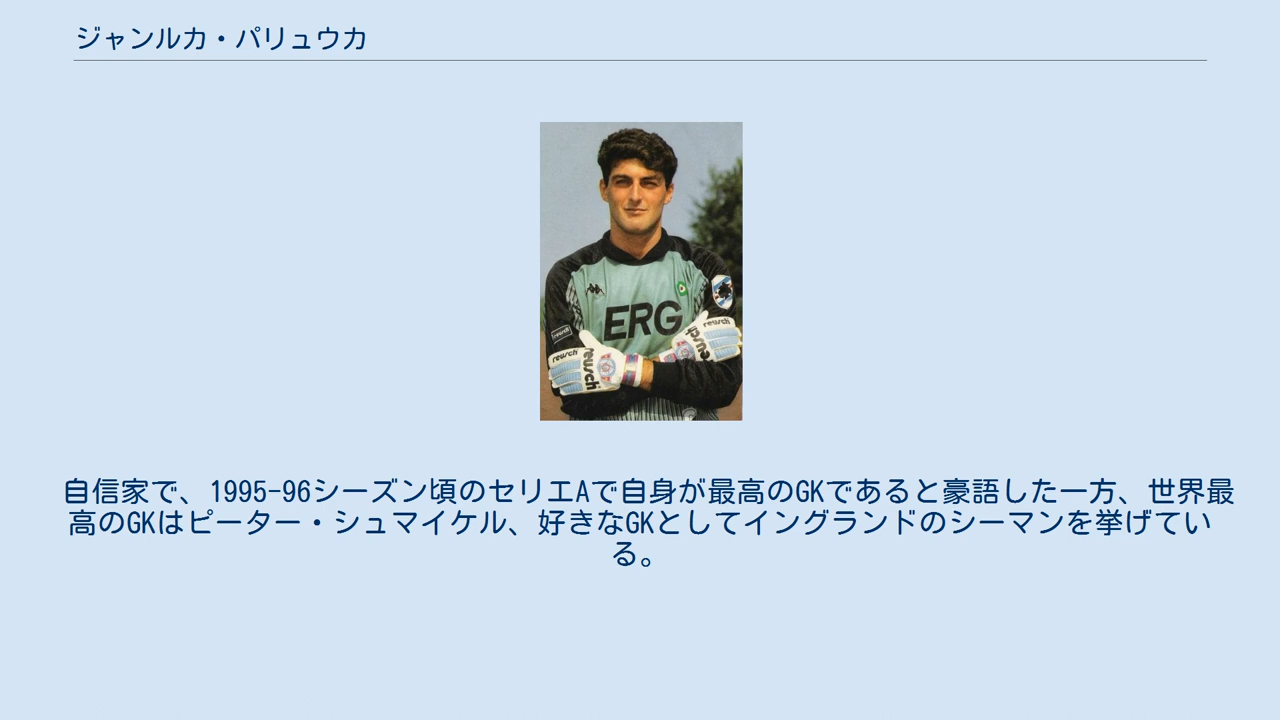 ジャンルカ・パリュウカ
ERG
reusch
reusch
reusch
reusch
reusch
自信家で、1995-96シーズン頃のセリエAで自身が最高のGKであると豪語した一方、世界最
高のGKはピーター・シュマイケル、好きなGKとしてイングランドのシーマンを挙げてい
る。